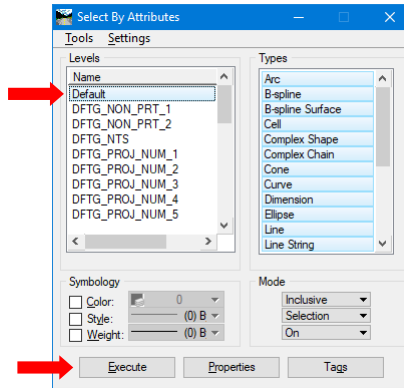 Select By Attributes
Tools Settings
Levels
Name
Default
DFTG_NON_PRT_1
DFTG_NON_PRT_2
DFTG_NTS
DFTG_PROJ_NUM_1
DFTG_PROJ_NUM_2
DFTG_PROJ_NUM_3
DFTG_PROJ_NUM_4
DFTG_PROJ_NUM_5
Types
Arc
B-spline
B-spline Surface
Cell
Complex Shape
Complex Chain
Cone
Curve
Dimension
Ellipse
Line
Line String
Symbology
Color: 0
Style: (0) B
Weight: (0) B
Mode
Inclusive
Selection
On
Execute Properties Tags